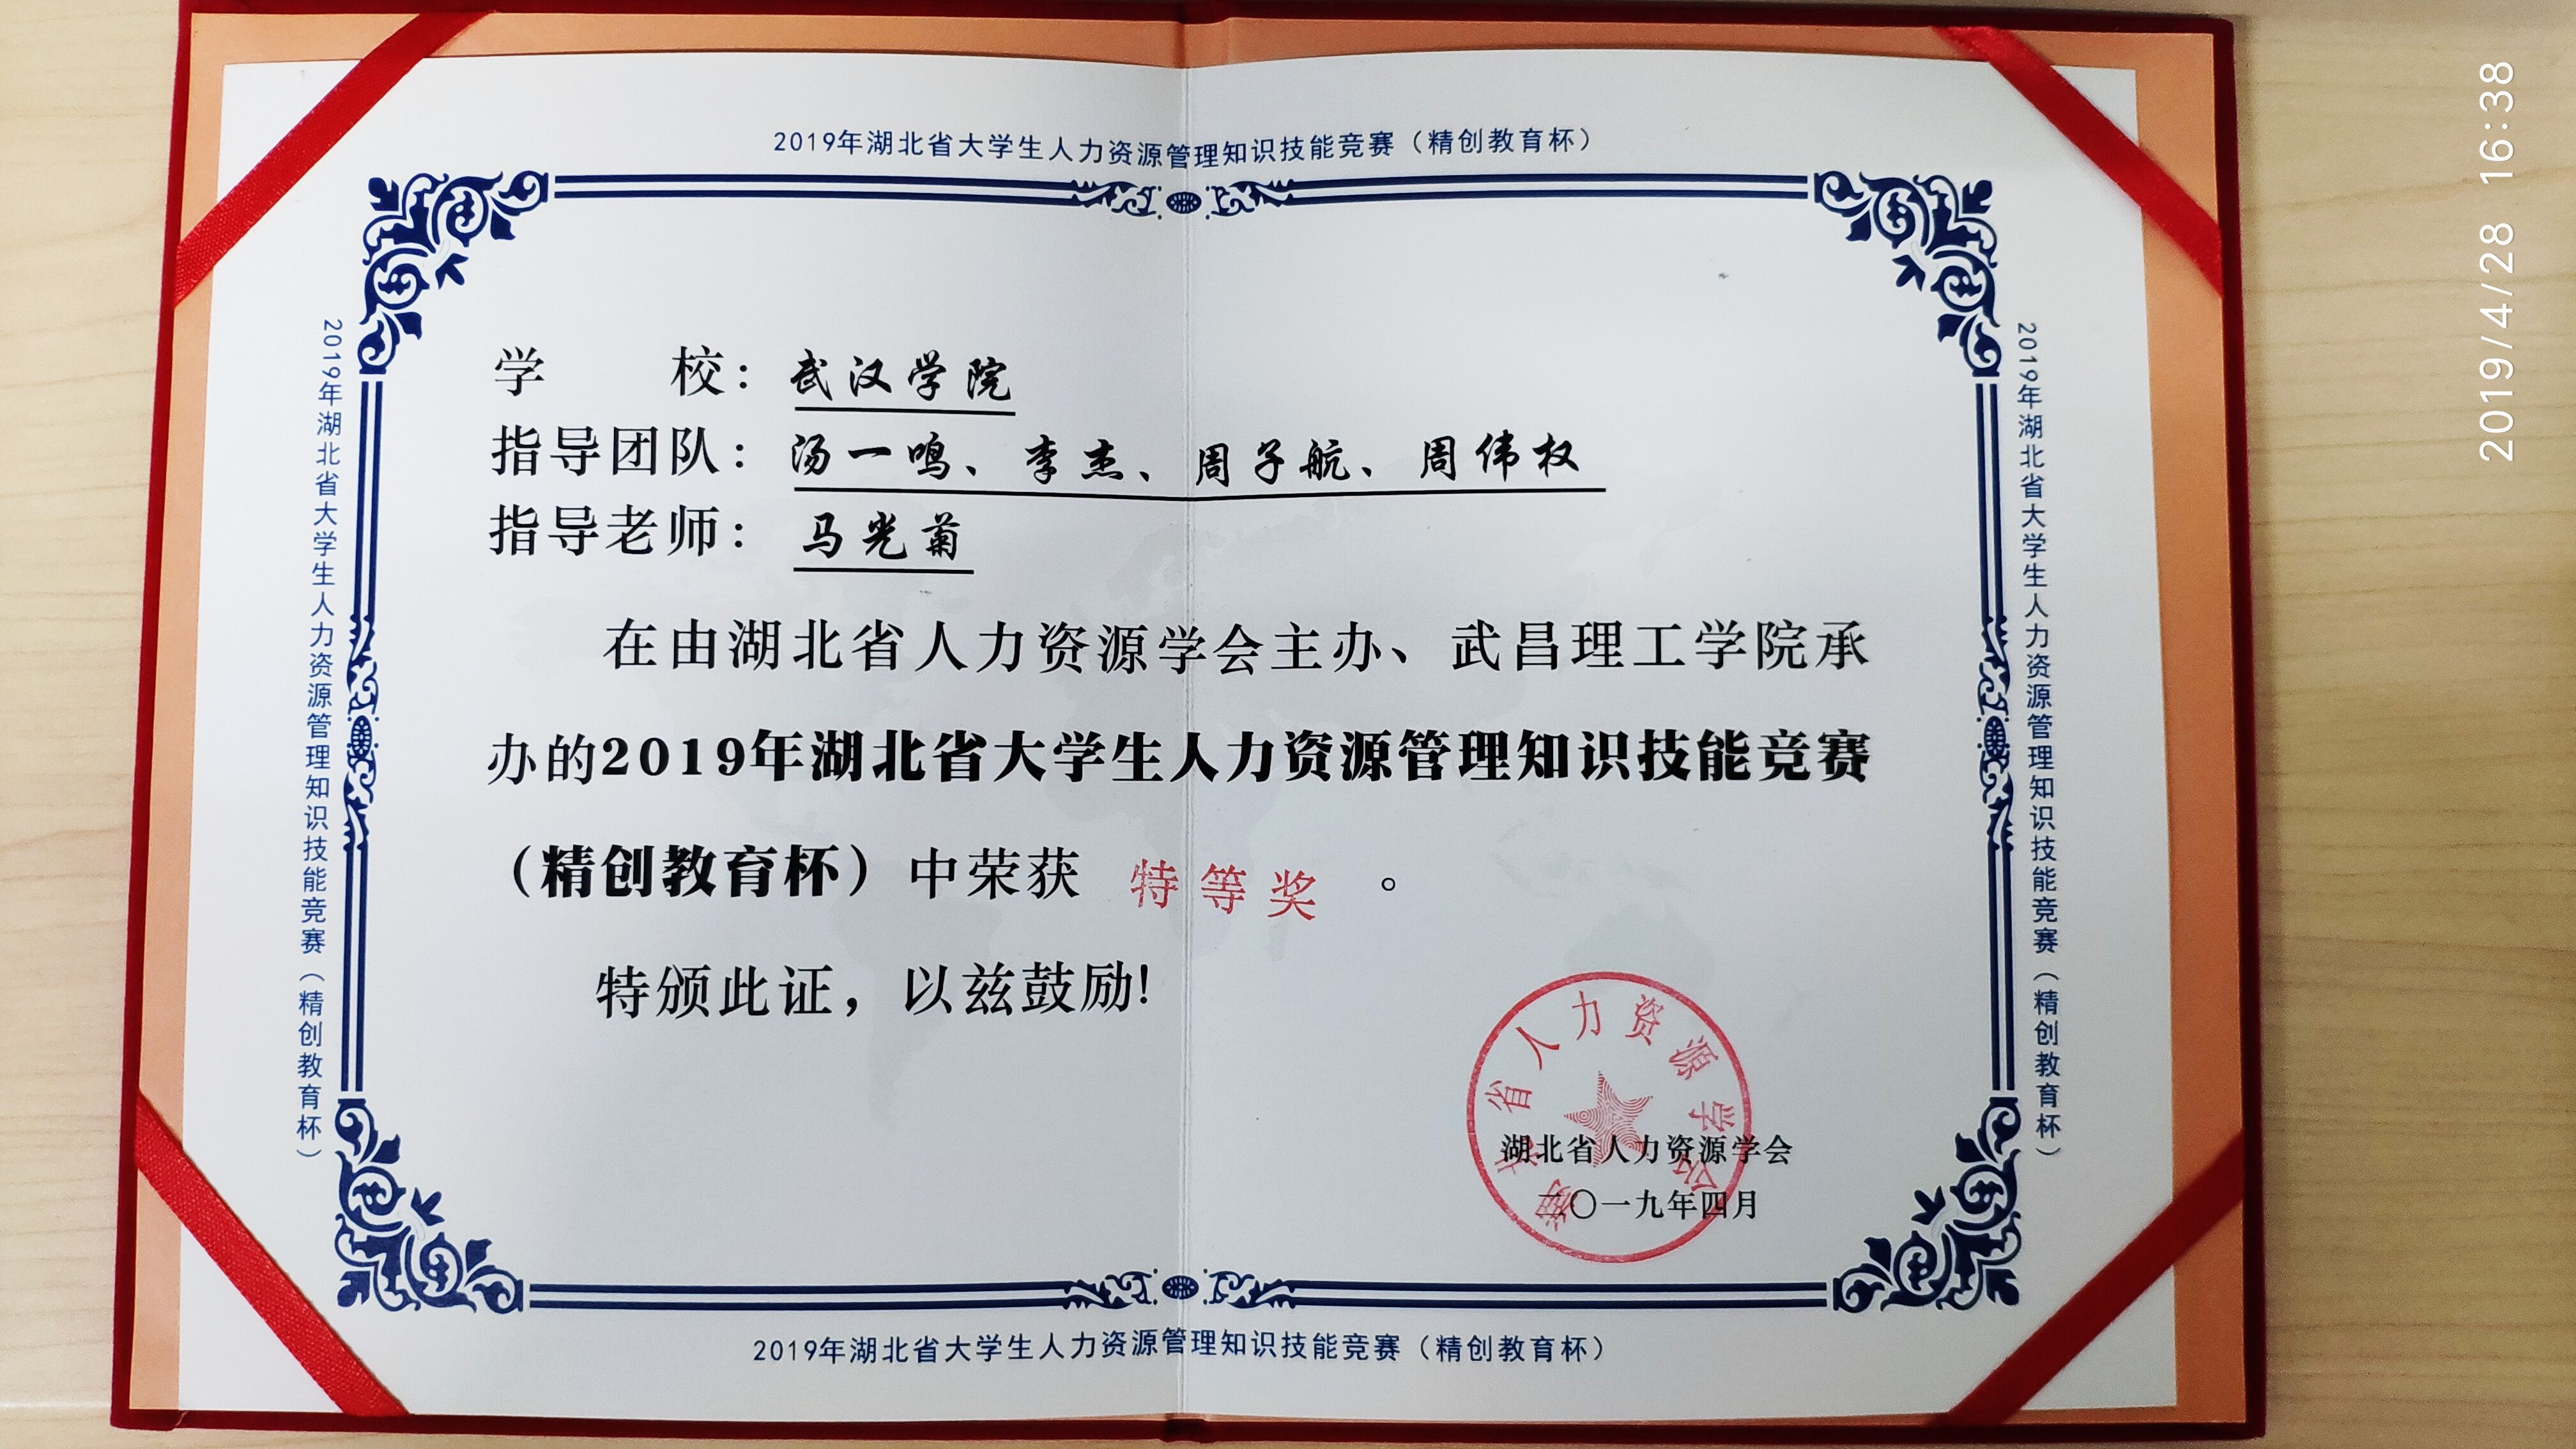 2019年湖北省大学生人力资源管理知识技能竞赛（精创教育杯）
2019年湖北省大学生人力资源管理知识技能竞赛（精创教育杯）
学 校：武汉学院
指导团队：汤一鸣、李杰、周子航、周伟权
指导老师：马光菊
在由湖北省人力资源学会主办、武昌理工学院承
办的2019年湖北省大学生人力资源管理知识技能竞赛
（精创教育杯）中荣获 特等奖 。
特颁此证，以兹鼓励！
湖北省人力资源学会
湖北省人力资源学会
二〇一九年四月
2019年湖北省大学生人力资源管理知识技能竞赛（精创教育杯）
2019年湖北省大学生人力资源管理知识技能竞赛（精创教育杯）
2019/4/28 16:38